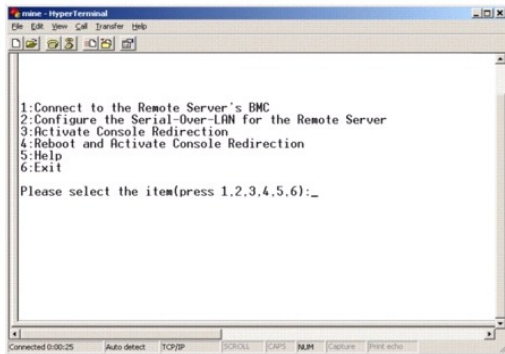 mine - HyperTerminal
File Edit View Call Transfer Help
1:Connect to the Remote Server's BMC
2:Configure the Serial-Over-LAN for the Remote Server
3:Activate Console Redirection
4:Reboot and Activate Console Redirection
5:Help
6:Exit
Please select the item(press 1,2,3,4,5,6):_
Connected 0:00:25 Auto detect TCP/IP SCROLL CAPS NUM Capture Print echo